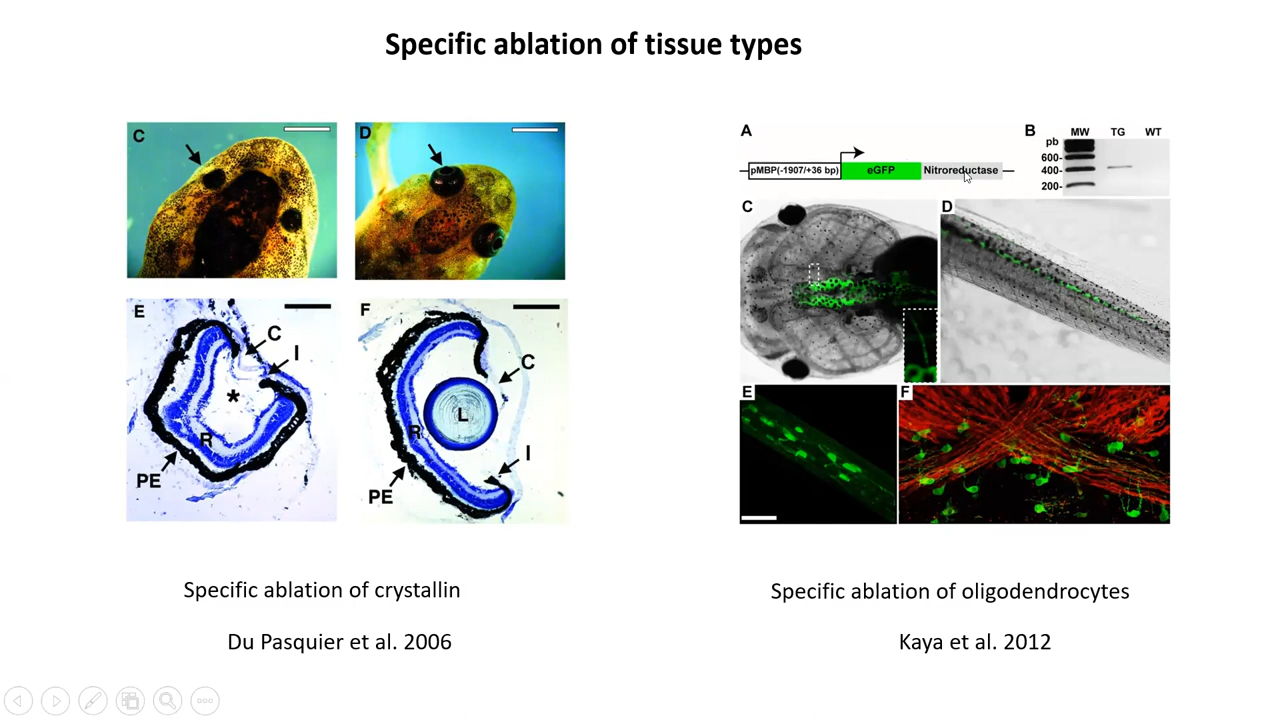 Specific ablation of tissue types
C
D
E
C
I
R
PE
F
C
L
R
I
PE
A
pMBP(-1907/+36 bp)
eGFP
Nitroreductase
B
MW TG WT
pb
600-
400-
200-
C
D
E
F
Specific ablation of crystallin
Du Pasquier et al. 2006
Specific ablation of oligodendrocytes
Kaya et al. 2012